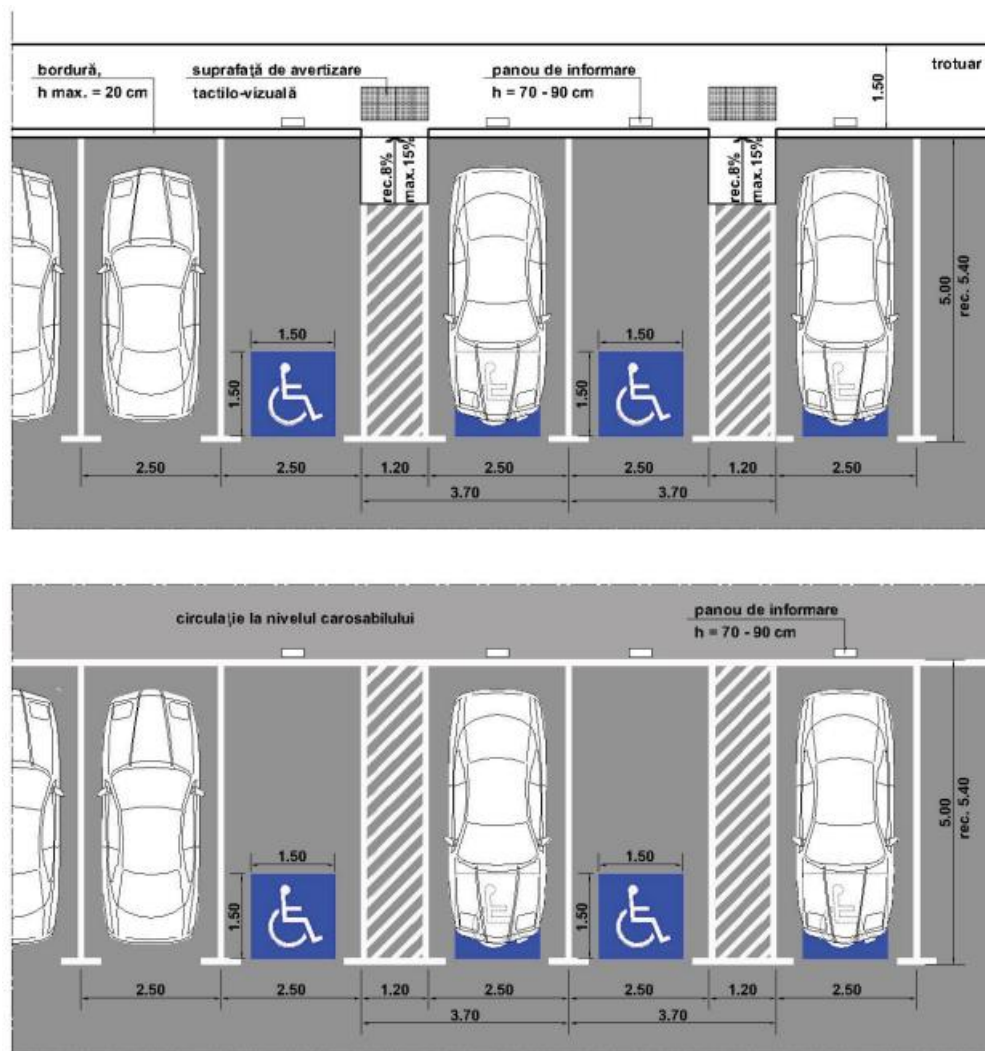 bordură,
h max. = 20 cm
suprafaţă de avertizare
tactilo-vizuală
panou de informare
h = 70 - 90 cm
trotuar
1.50
rec.8%
max.15%
rec.8%
max.15%
1.50
1.50
1.50
1.50
5.00
rec. 5.40
2.50
2.50
1.20
2.50
2.50
1.20
2.50
3.70
3.70
circulaţie la nivelul carosabilului
panou de informare
h = 70 - 90 cm
1.50
1.50
1.50
1.50
5.00
rec. 5.40
2.50
2.50
1.20
2.50
2.50
1.20
2.50
3.70
3.70